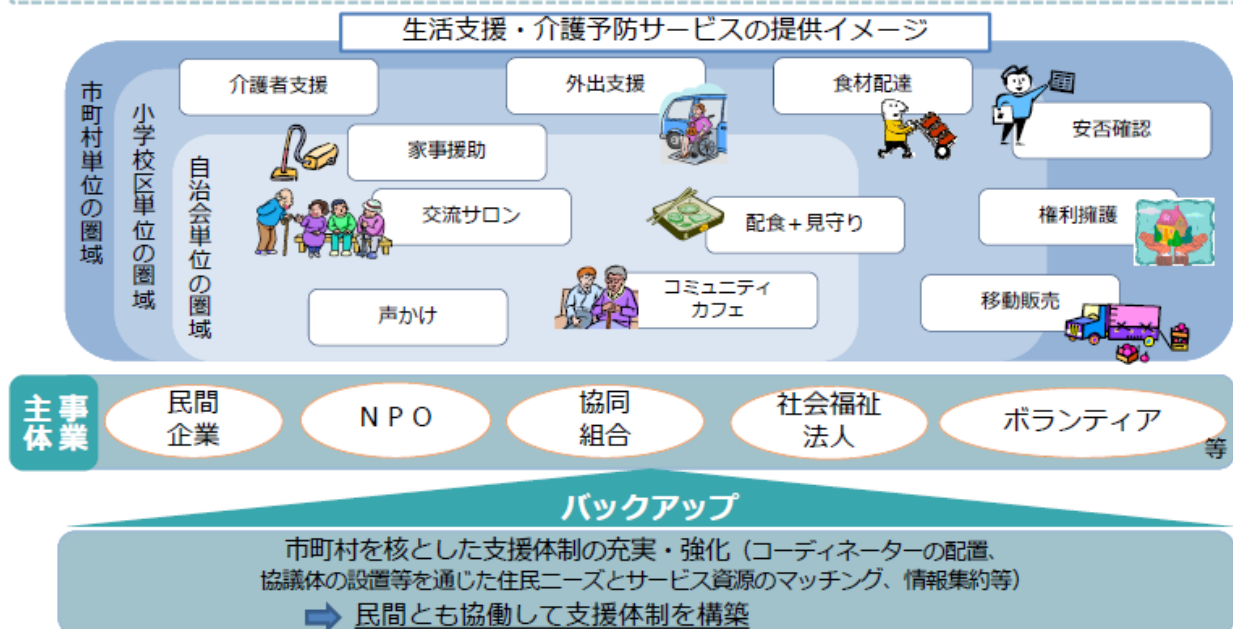 生活支援・介護予防サービスの提供イメージ
市町村単位の圏域
小学校区単位の圏域
自治会単位の圏域
介護者支援
外出支援
食材配達
安否確認
家事援助
交流サロン
配食+見守り
権利擁護
声かけ
コミュニティ
カフェ
移動販売
事業
主体
民間
企業
NPO
協同
組合
社会福祉
法人
ボランティア
等
バックアップ
市町村を核とした支援体制の充実・強化(コーディネーターの配置、
協議体の設置等を通じた住民ニーズとサービス資源のマッチング、情報集約等)
民間とも協働して支援体制を構築